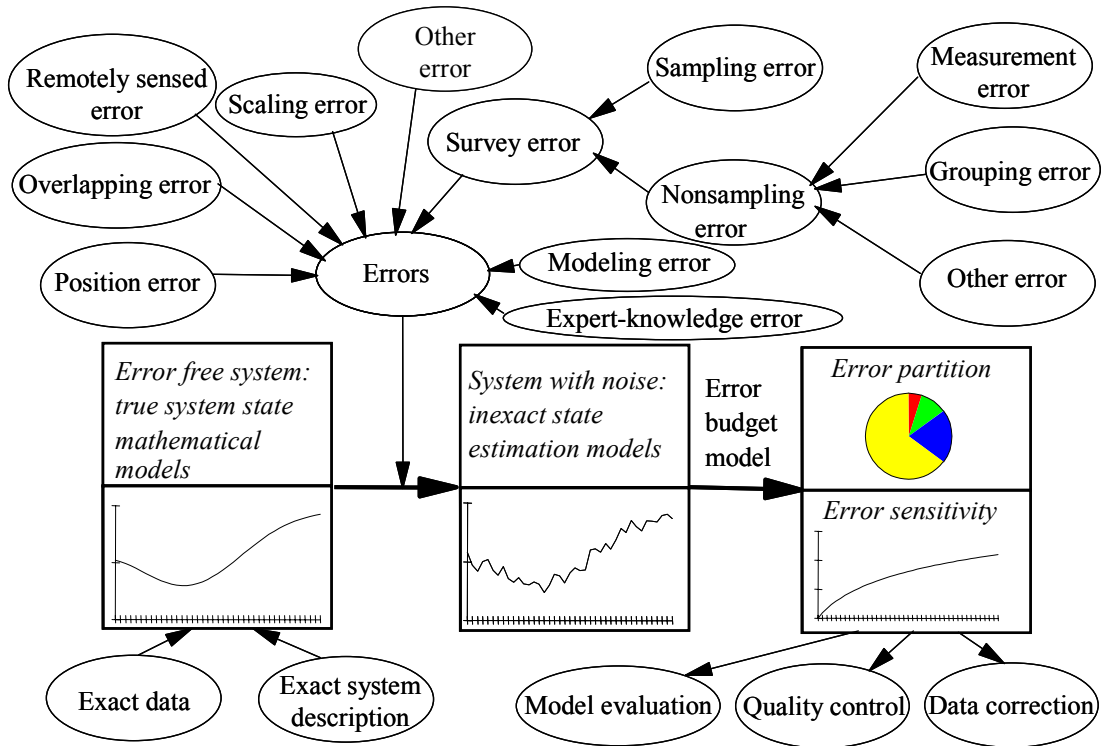 Other
error
Remotely sensed
error
Scaling error
Survey error
Sampling error
Measurement
error
Overlapping error
Nonsampling
error
Grouping error
Position error
Errors
Modeling error
Other error
Expert-knowledge error
Error free system:
true system state
mathematical
models
System with noise:
inexact state
estimation models
Error
budget
model
Error partition
Error sensitivity
Exact data
Exact system
description
Model evaluation
Quality control
Data correction